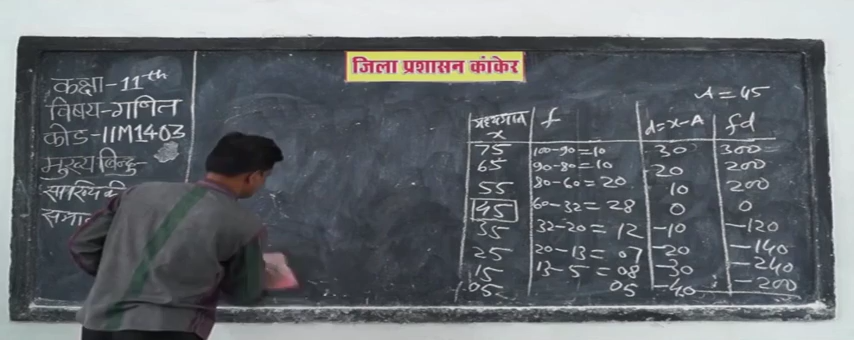 जिला प्रशासन कांकेर
कक्षा-11th
विषय-गणित
कोड-11M1403
मुख्य बिन्दु-
A=45
मध्यमान x f d=x-A fd
75 100-90=10 30 300
65 90-80=10 20 200
55 80-60=20 10 200
45 60-32=28 0 0
35 32-20=12 -10 -120
25 20-13=07 -20 -140
15 13-5=08 -30 -240
05 05 -40 -200